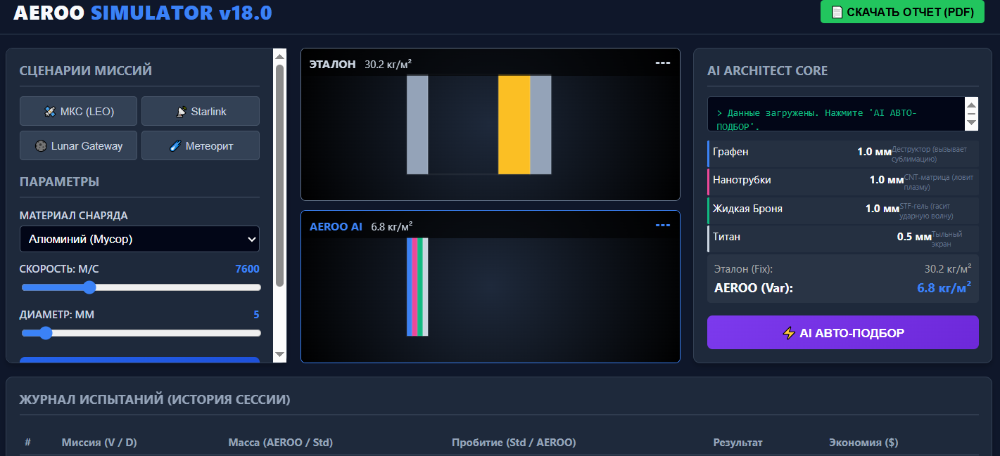 AEROO SIMULATOR v18.0
СКАЧАТЬ ОТЧЕТ (PDF)
СЦЕНАРИИ МИССИЙ
МКС (LEO)
Starlink
Lunar Gateway
Метеорит
ПАРАМЕТРЫ
МАТЕРИАЛ СНАРЯДА
Алюминий (Мусор)
СКОРОСТЬ: М/С 7600
ДИАМЕТР: ММ 5
ЭТАЛОН 30.2 кг/м² ---
AEROO AI 6.8 кг/м² ---
AI ARCHITECT CORE
> Данные загружены. Нажмите 'AI АВТО-
ПОДБОР'.
Графен 1.0 мм Деструктор (вызывает
сублимацию)
Нанотрубки 1.0 мм CNT-матрица (ловит
плазму)
Жидкая Броня 1.0 мм STF-гель (гасит
ударную волну)
Титан 0.5 мм Тыльный
экран
Эталон (Fix): 30.2 кг/м²
AEROO (Var): 6.8 кг/м²
AI АВТО-ПОДБОР
ЖУРНАЛ ИСПЫТАНИЙ (ИСТОРИЯ СЕССИИ)
# Миссия (V / D) Масса (AEROO / Std) Пробитие (Std / AEROO) Результат Экономия ($)